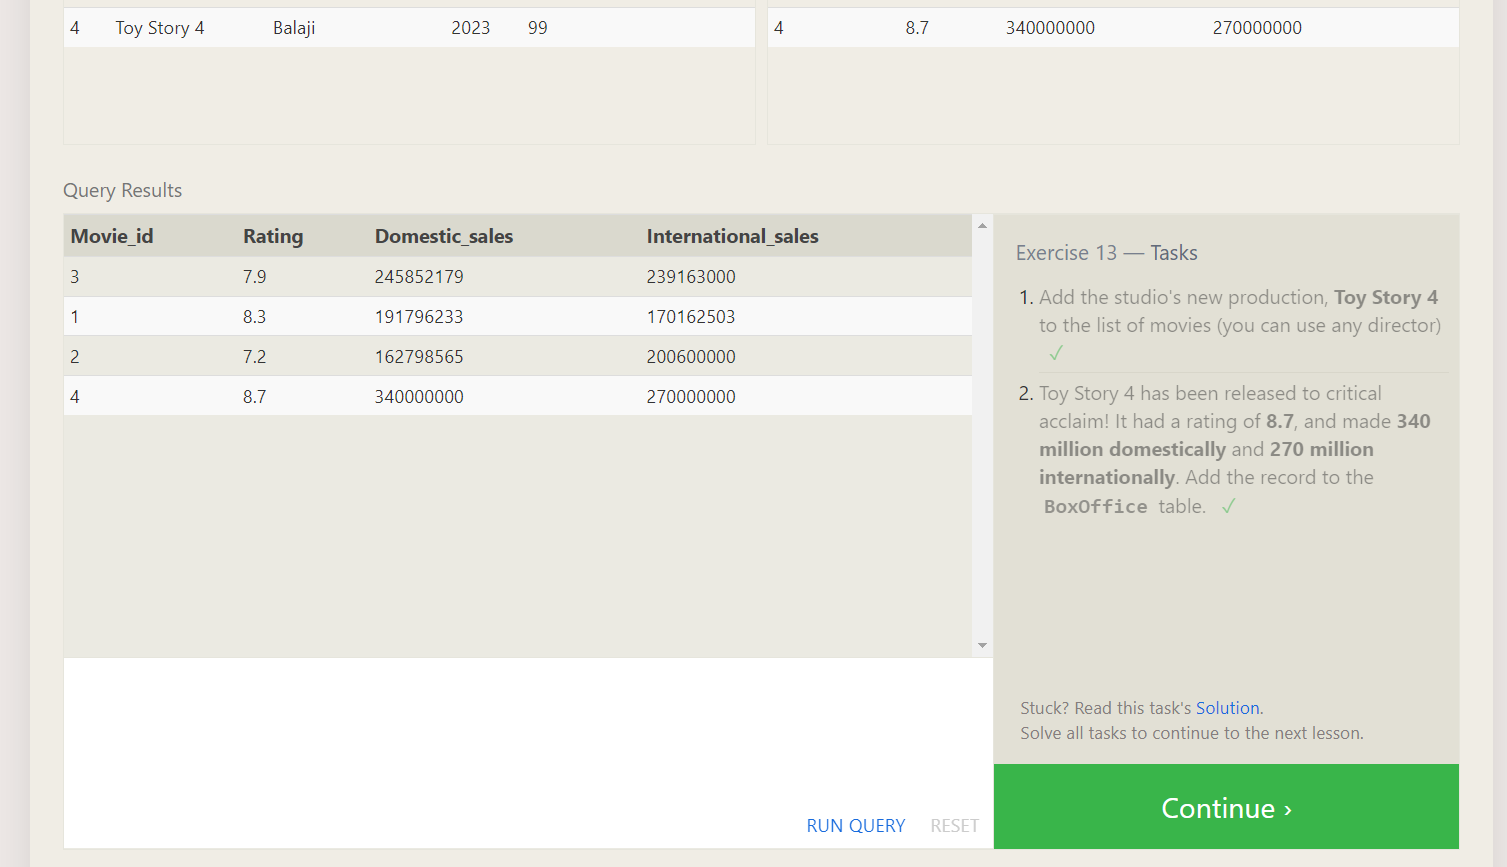 4 Toy Story 4 Balaji 2023 99
4 8.7 340000000 270000000
Query Results
Movie_id Rating Domestic_sales International_sales
3 7.9 245852179 239163000
1 8.3 191796233 170162503
2 7.2 162798565 200600000
4 8.7 340000000 270000000
RUN QUERY RESET
Exercise 13 — Tasks
1. Add the studio's new production, Toy Story 4
to the list of movies (you can use any director)
✓
2. Toy Story 4 has been released to critical
acclaim! It had a rating of 8.7, and made 340
million domestically and 270 million
internationally. Add the record to the
BoxOffice table. ✓
Stuck? Read this task's Solution.
Solve all tasks to continue to the next lesson.
Continue ›